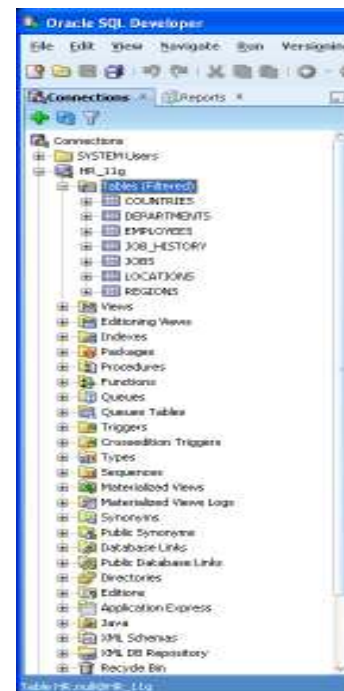 Oracle SQL Developer
File Edit View Navigate Run Versioning
Connections Reports
Connections
SYSTEM Users
HR_11g
Tables (Filtered)
COUNTRIES
DEPARTMENTS
EMPLOYEES
JOB_HISTORY
JOBS
LOCATIONS
REGIONS
Views
Editioning Views
Indexes
Packages
Procedures
Functions
Queues
Queues Tables
Triggers
Crossedition Triggers
Types
Sequences
Materialized Views
Materialized Views Logs
Synonyms
Public Synonyms
Database Links
Public Database Links
Directories
Editions
Application Express
Java
XML Schemas
XML DB Repository
Recycle Bin